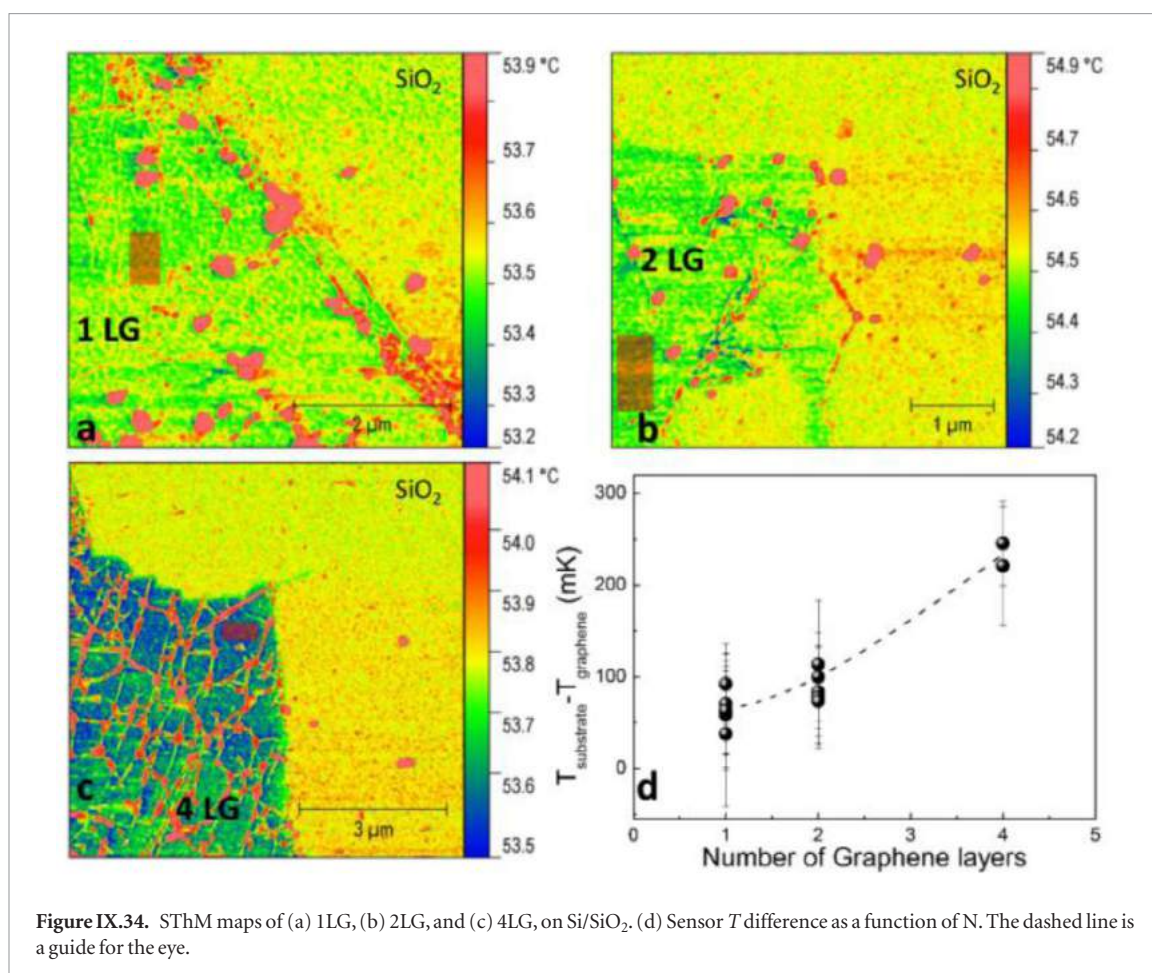 SiO₂
53.9 °C
53.8
53.7
53.6
53.5
53.4
53.3
53.2
1 LG
2 μm
a
SiO₂
54.9 °C
54.7
54.6
54.5
54.4
54.3
54.2
2 LG
1 μm
b
SiO₂
54.1 °C
54.0
53.9
53.8
53.7
53.6
53.5
4 LG
3 μm
c
300
200
100
0
T substrate-T graphene (mK)
d
0 1 2 3 4 5
Number of Graphene layers
Figure IX.34. SThM maps of (a) 1LG, (b) 2LG, and (c) 4LG, on Si/SiO₂. (d) Sensor T difference as a function of N. The dashed line is
a guide for the eye.